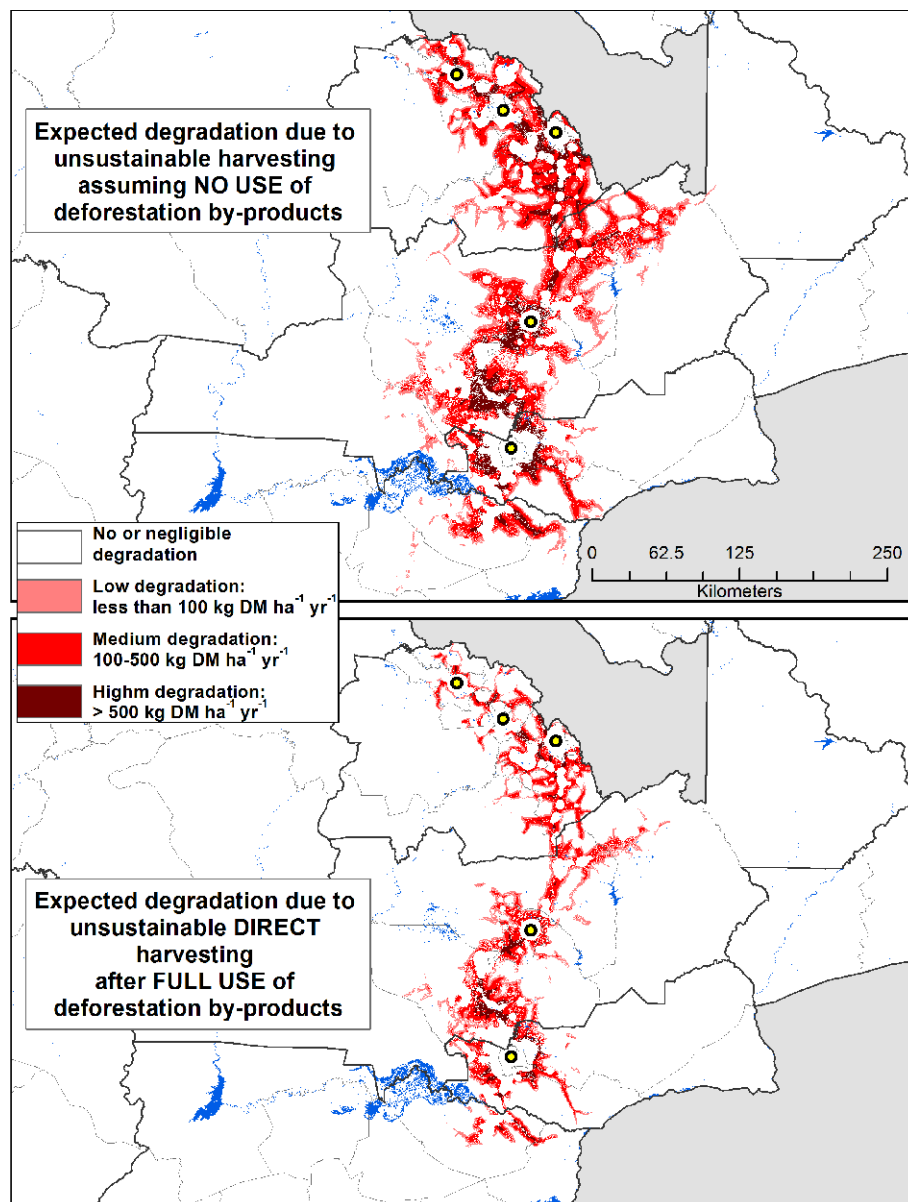 Expected degradation due to
unsustainable harvesting
assuming NO USE of
deforestation by-products
No or negligible
degradation
Low degradation:
less than 100 kg DM ha⁻¹ yr⁻¹
Medium degradation:
100-500 kg DM ha⁻¹ yr⁻¹
Highm degradation:
> 500 kg DM ha⁻¹ yr⁻¹
0 62.5 125 250
Kilometers
Expected degradation due to
unsustainable DIRECT
harvesting
after FULL USE of
deforestation by-products